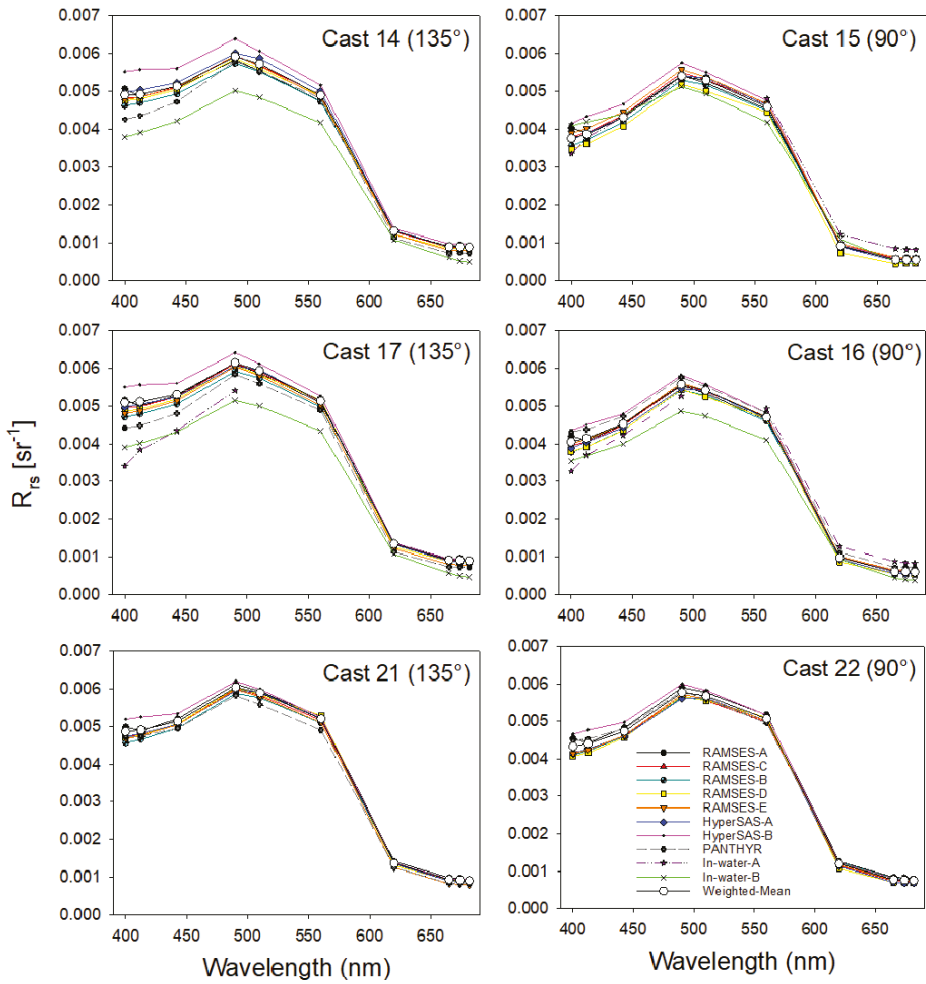 Cast 14 (135°)
0.007
0.006
0.005
0.004
0.003
0.002
0.001
0.000
400 450 500 550 600 650
Cast 15 (90°)
0.007
0.006
0.005
0.004
0.003
0.002
0.001
0.000
400 450 500 550 600 650
Cast 17 (135°)
0.007
0.006
0.005
0.004
0.003
0.002
0.001
0.000
400 450 500 550 600 650
Cast 16 (90°)
0.007
0.006
0.005
0.004
0.003
0.002
0.001
0.000
400 450 500 550 600 650
Rrs [sr⁻¹]
Cast 21 (135°)
0.007
0.006
0.005
0.004
0.003
0.002
0.001
0.000
400 450 500 550 600 650
Wavelength (nm)
Cast 22 (90°)
0.007
0.006
0.005
0.004
0.003
0.002
0.001
0.000
400 450 500 550 600 650
Wavelength (nm)
RAMSES-A
RAMSES-C
RAMSES-B
RAMSES-D
RAMSES-E
HyperSAS-A
HyperSAS-B
PANTHYR
In-water-A
In-water-B
Weighted-Mean